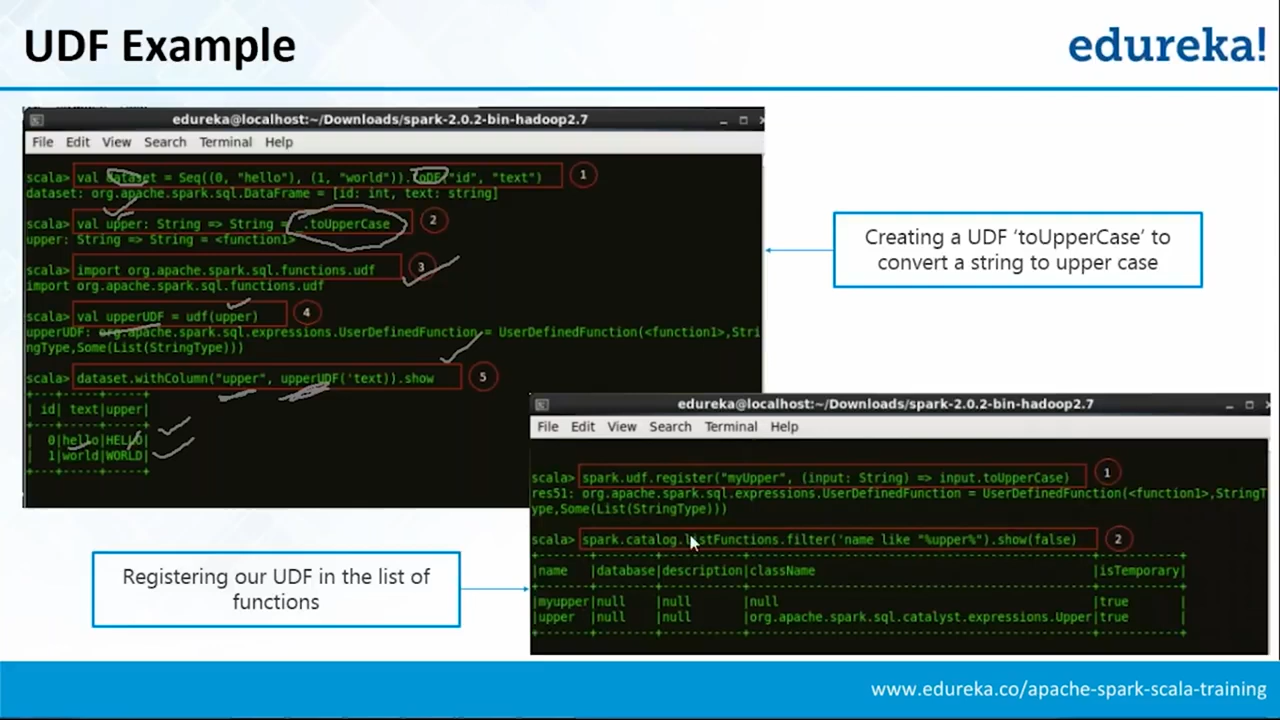 UDF Example
edureka!
edureka@localhost:~/Downloads/spark-2.0.2-bin-hadoop2.7
File Edit View Search Terminal Help
scala> val dataset = Seq((0, "hello"), (1, "world")).toDF("id", "text") 1
dataset: org.apache.spark.sql.DataFrame = [id: int, text: string]
scala> val upper: String => String = _.toUpperCase 2
upper: String => String = <function1>
scala> import org.apache.spark.sql.functions.udf 3
import org.apache.spark.sql.functions.udf
scala> val upperUDF = udf(upper) 4
upperUDF: org.apache.spark.sql.expressions.UserDefinedFunction = UserDefinedFunction(<function1>,Stri
ngType,Some(List(StringType)))
scala> dataset.withColumn("upper", upperUDF('text)).show 5
+---+-----+-----+
| id| text|upper|
+---+-----+-----+
|  0|hello|HELLO|
|  1|world|WORLD|
+---+-----+-----+
Creating a UDF ‘toUpperCase’ to
convert a string to upper case
edureka@localhost:~/Downloads/spark-2.0.2-bin-hadoop2.7
File Edit View Search Terminal Help
scala> spark.udf.register("myUpper", (input: String) => input.toUpperCase) 1
res51: org.apache.spark.sql.expressions.UserDefinedFunction = UserDefinedFunction(<function1>,StringT
ype,Some(List(StringType)))
scala> spark.catalog.listFunctions.filter('name like "%upper%").show(false) 2
+-------+--------+-----------+-----------------------------------------------+-----------+
|name   |database|description|className                                      |isTemporary|
+-------+--------+-----------+-----------------------------------------------+-----------+
|myupper|null    |null       |null                                           |true       |
|upper  |null    |null       |org.apache.spark.sql.catalyst.expressions.Upper|true       |
+-------+--------+-----------+-----------------------------------------------+-----------+
Registering our UDF in the list of
functions
www.edureka.co/apache-spark-scala-training